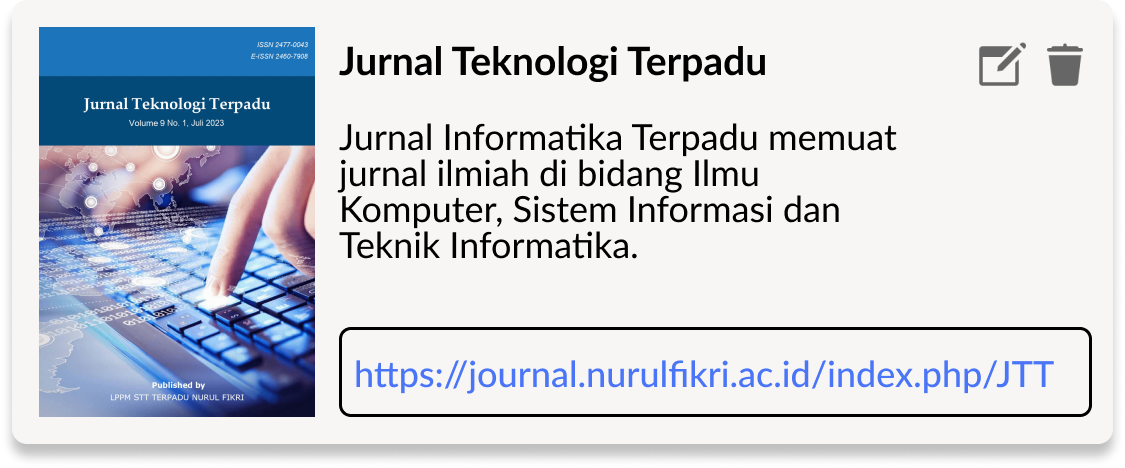 ISSN 2477-0043
E-ISSN 2460-7908
Jurnal Teknologi Terpadu
Volume 9 No. 1, Juli 2023
Published by
LPPM STT TERPADU NURUL FIKRI
Jurnal Teknologi Terpadu
Jurnal Informatika Terpadu memuat
jurnal ilmiah di bidang Ilmu
Komputer, Sistem Informasi dan
Teknik Informatika.
https://journal.nurulfikri.ac.id/index.php/JTT